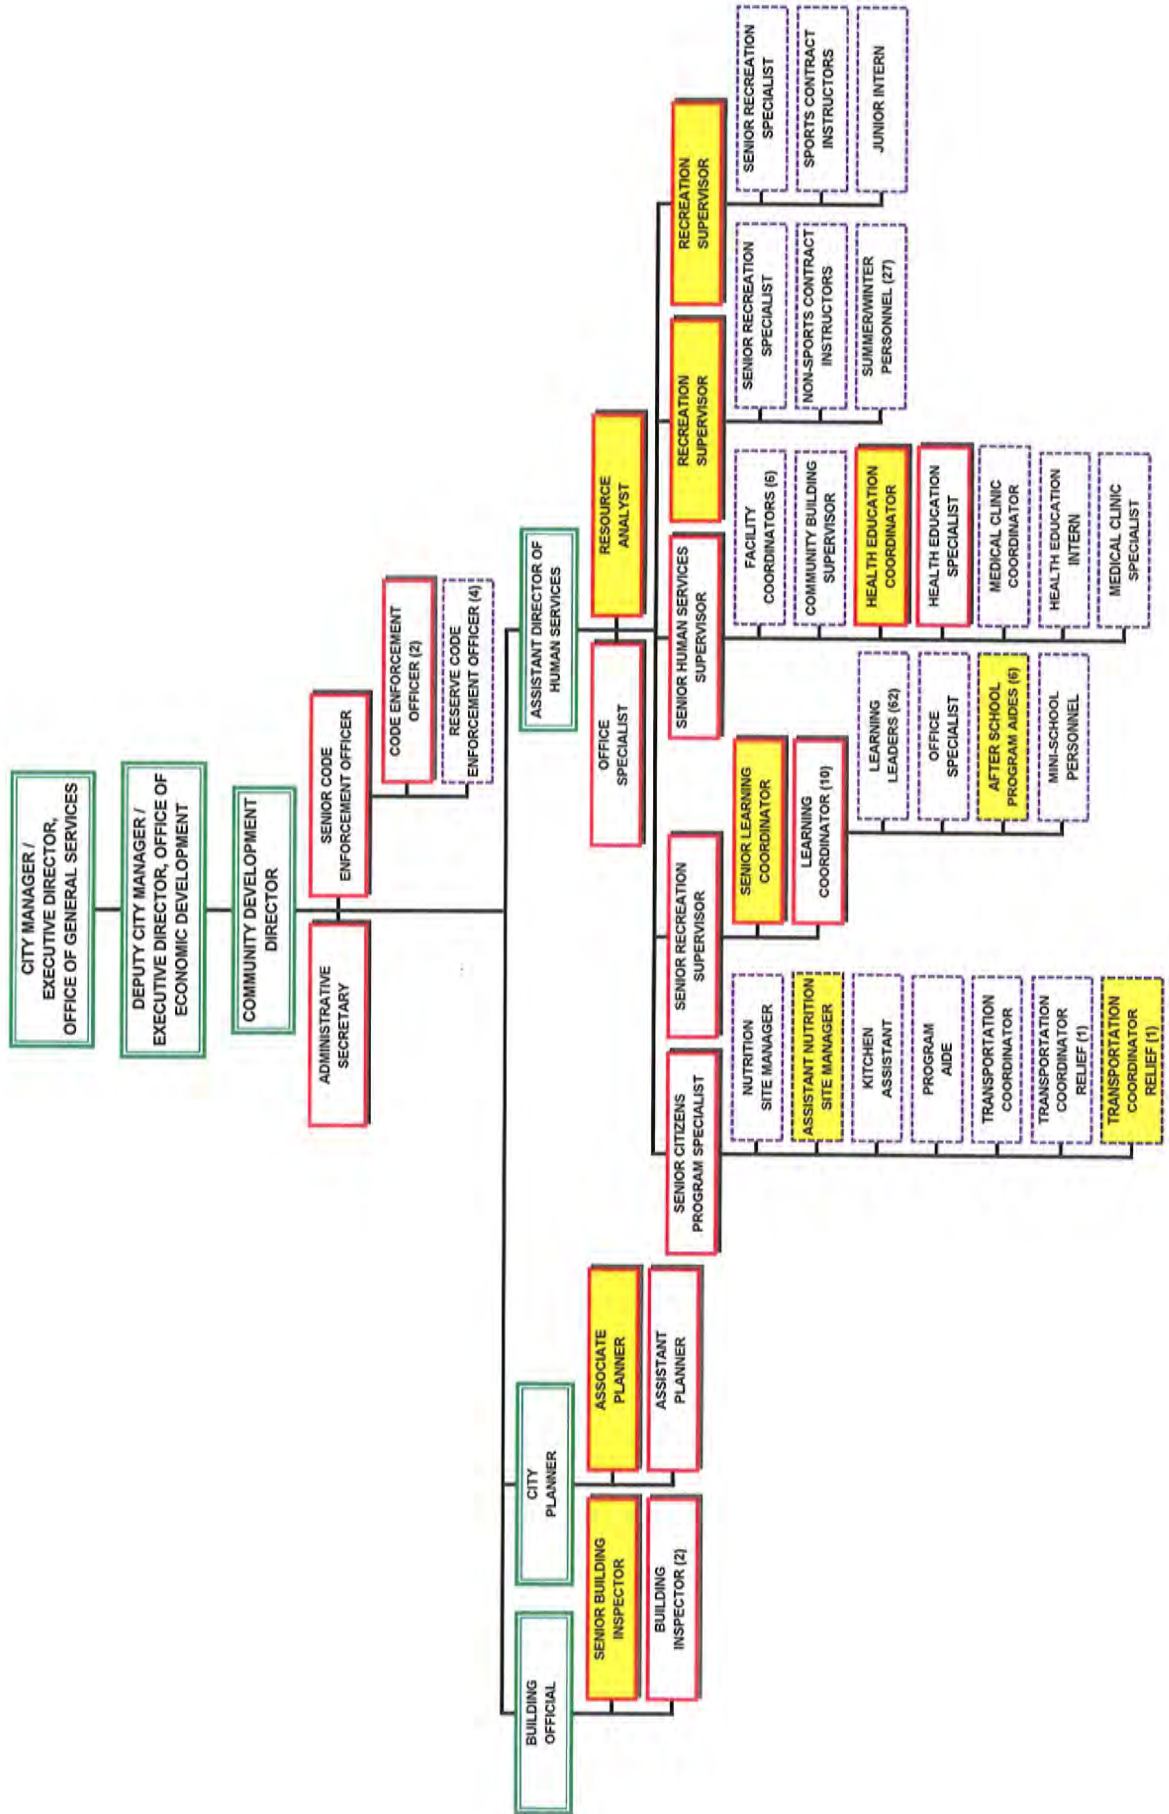 CITY MANAGER /
EXECUTIVE DIRECTOR,
OFFICE OF GENERAL SERVICES
DEPUTY CITY MANAGER /
EXECUTIVE DIRECTOR, OFFICE OF
ECONOMIC DEVELOPMENT
COMMUNITY DEVELOPMENT
DIRECTOR
ADMINISTRATIVE
SECRETARY
SENIOR CODE
ENFORCEMENT OFFICER
CODE ENFORCEMENT
OFFICER (2)
RESERVE CODE
ENFORCEMENT OFFICER (4)
BUILDING
OFFICIAL
SENIOR BUILDING
INSPECTOR
BUILDING
INSPECTOR (2)
CITY
PLANNER
ASSOCIATE
PLANNER
ASSISTANT
PLANNER
ASSISTANT DIRECTOR OF
HUMAN SERVICES
OFFICE
SPECIALIST
RESOURCE
ANALYST
SENIOR CITIZENS
PROGRAM SPECIALIST
NUTRITION
SITE MANAGER
ASSISTANT NUTRITION
SITE MANAGER
KITCHEN
ASSISTANT
PROGRAM
AIDE
TRANSPORTATION
COORDINATOR
TRANSPORTATION
COORDINATOR
RELIEF (1)
TRANSPORTATION
COORDINATOR
RELIEF (1)
SENIOR RECREATION
SUPERVISOR
SENIOR LEARNING
COORDINATOR
LEARNING
COORDINATOR (10)
LEARNING
LEADERS (62)
OFFICE
SPECIALIST
AFTER SCHOOL
PROGRAM AIDES (6)
MINI-SCHOOL
PERSONNEL
SENIOR HUMAN SERVICES
SUPERVISOR
FACILITY
COORDINATORS (6)
COMMUNITY BUILDING
SUPERVISOR
HEALTH EDUCATION
COORDINATOR
HEALTH EDUCATION
SPECIALIST
MEDICAL CLINIC
COORDINATOR
HEALTH EDUCATION
INTERN
MEDICAL CLINIC
SPECIALIST
RECREATION
SUPERVISOR
SENIOR RECREATION
SPECIALIST
NON-SPORTS CONTRACT
INSTRUCTORS
SUMMER/WINTER
PERSONNEL (27)
RECREATION
SUPERVISOR
SENIOR RECREATION
SPECIALIST
SPORTS CONTRACT
INSTRUCTORS
JUNIOR INTERN